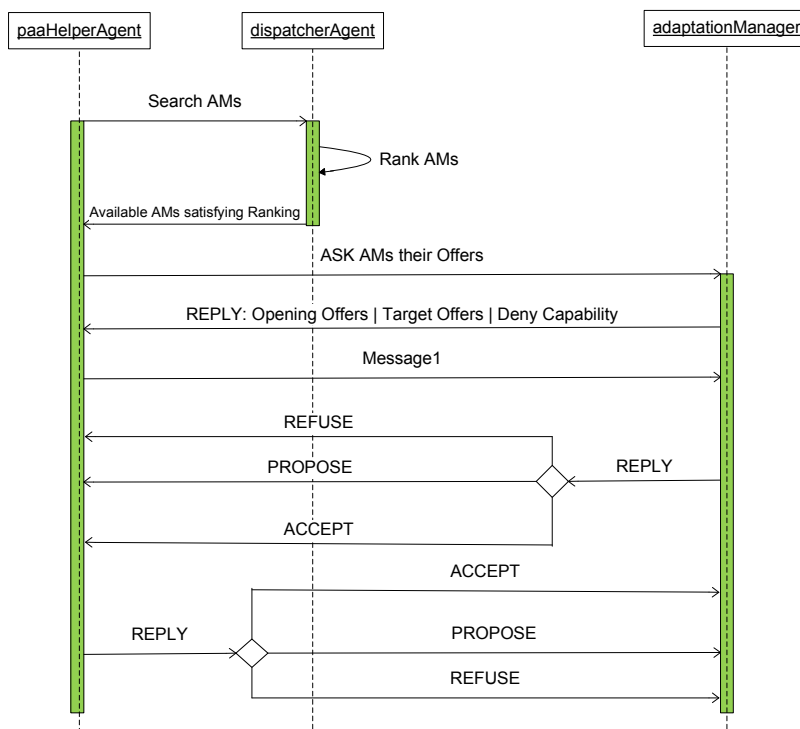 paaHelperAgent
dispatcherAgent
adaptationManager
Search AMs
Rank AMs
Available AMs satisfying Ranking
ASK AMs their Offers
REPLY: Opening Offers | Target Offers | Deny Capability
Message1
REFUSE
PROPOSE
REPLY
ACCEPT
ACCEPT
REPLY
PROPOSE
REFUSE